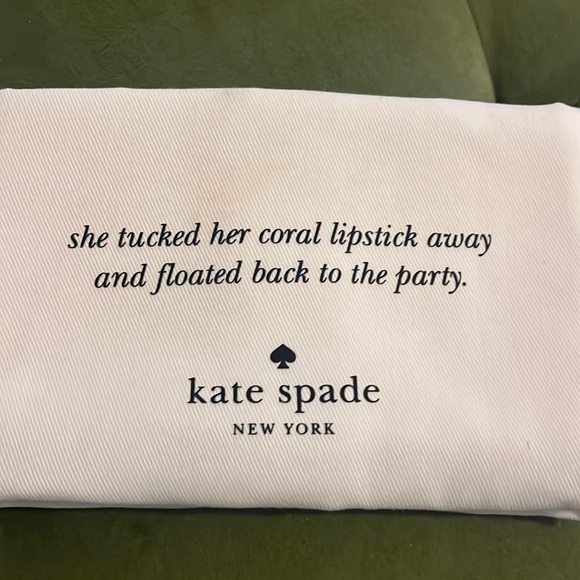 she tucked her coral lipstick away
and floated back to the party.
kate spade
NEW YORK